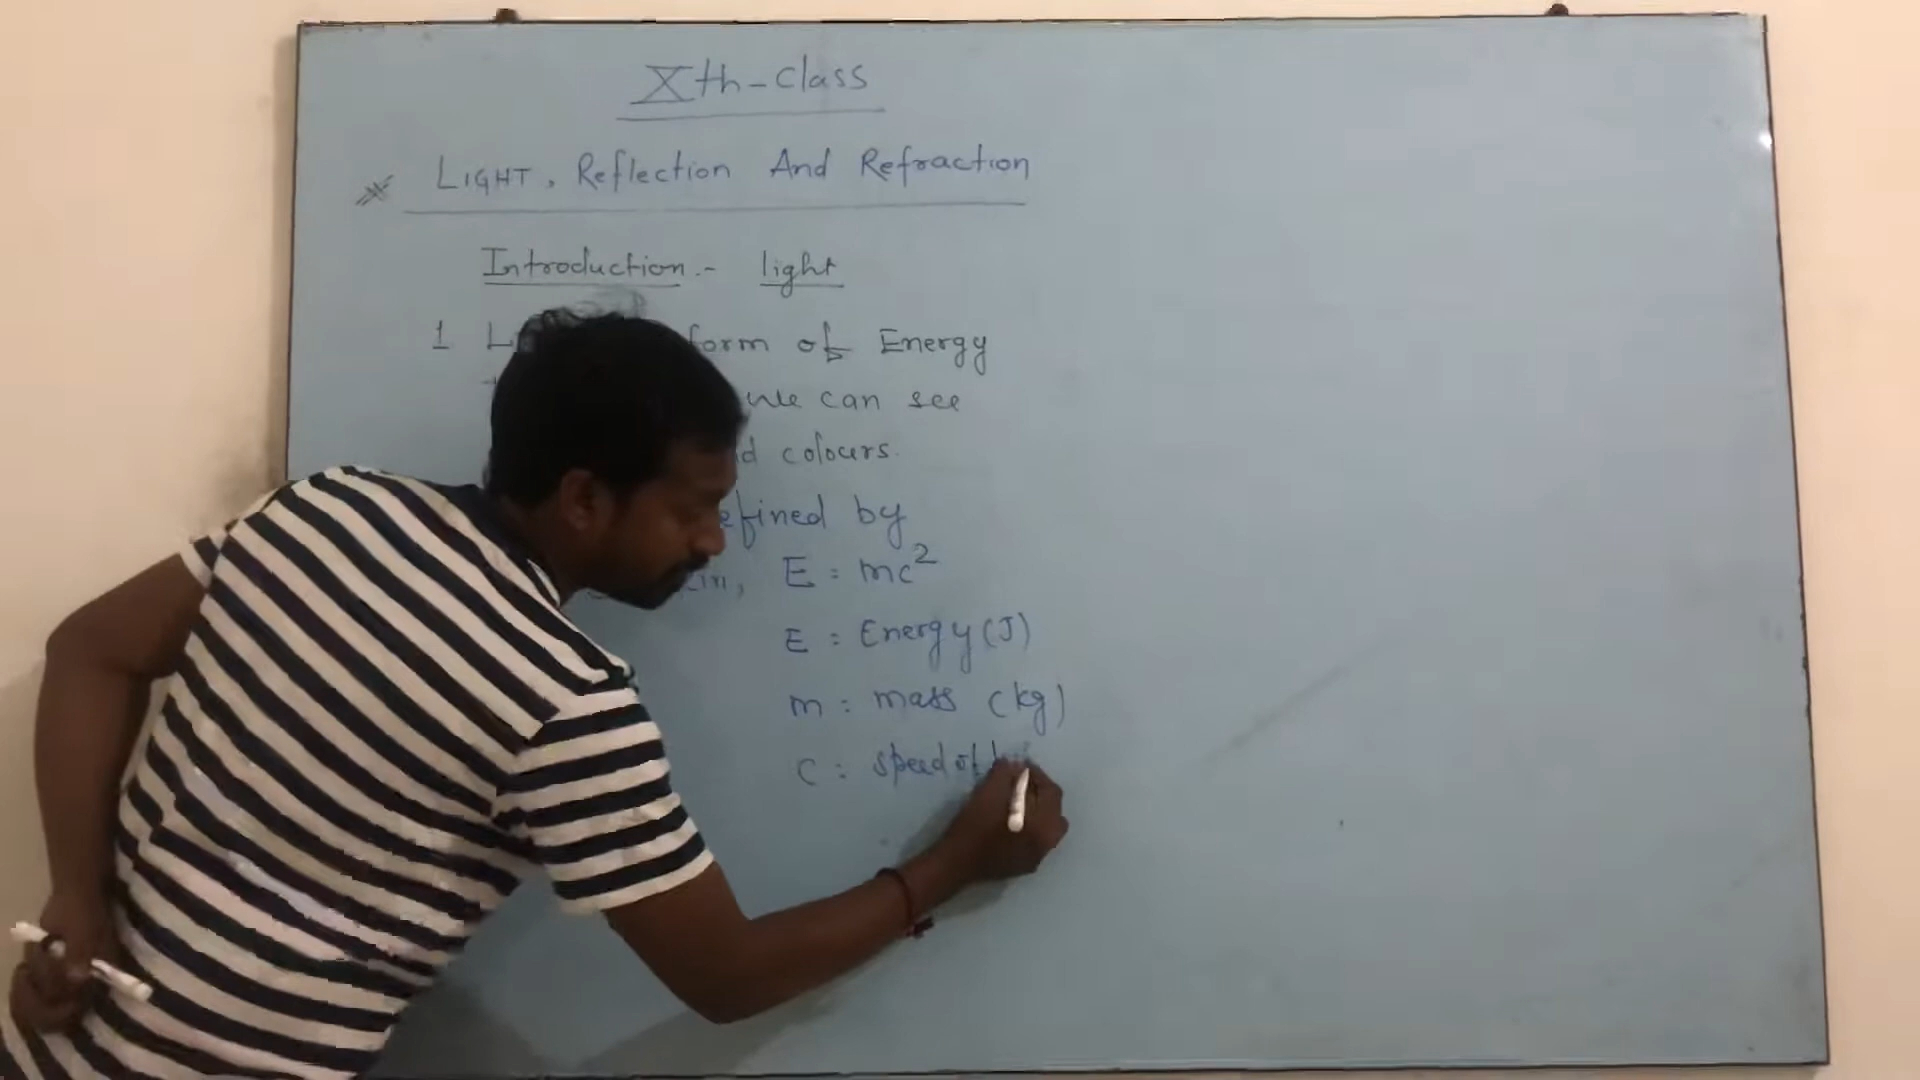 Xth-class
LIGHT, Reflection And Refraction
Introduction:- light
1 form of Energy
we can see
colours.
by
E = mc²
E = Energy (J)
m = mass (kg)
C = speed of